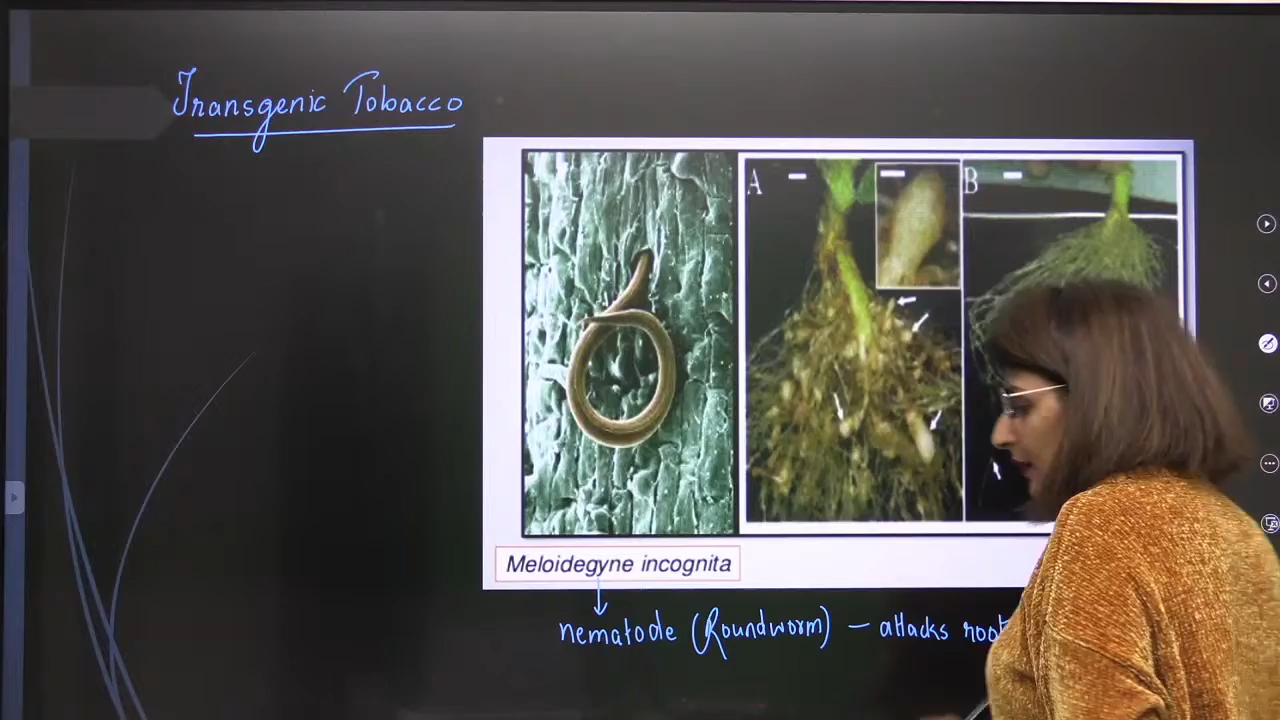 Transgenic Tobacco
A
B
Meloidegyne incognita
nematode (Roundworm) – attacks root